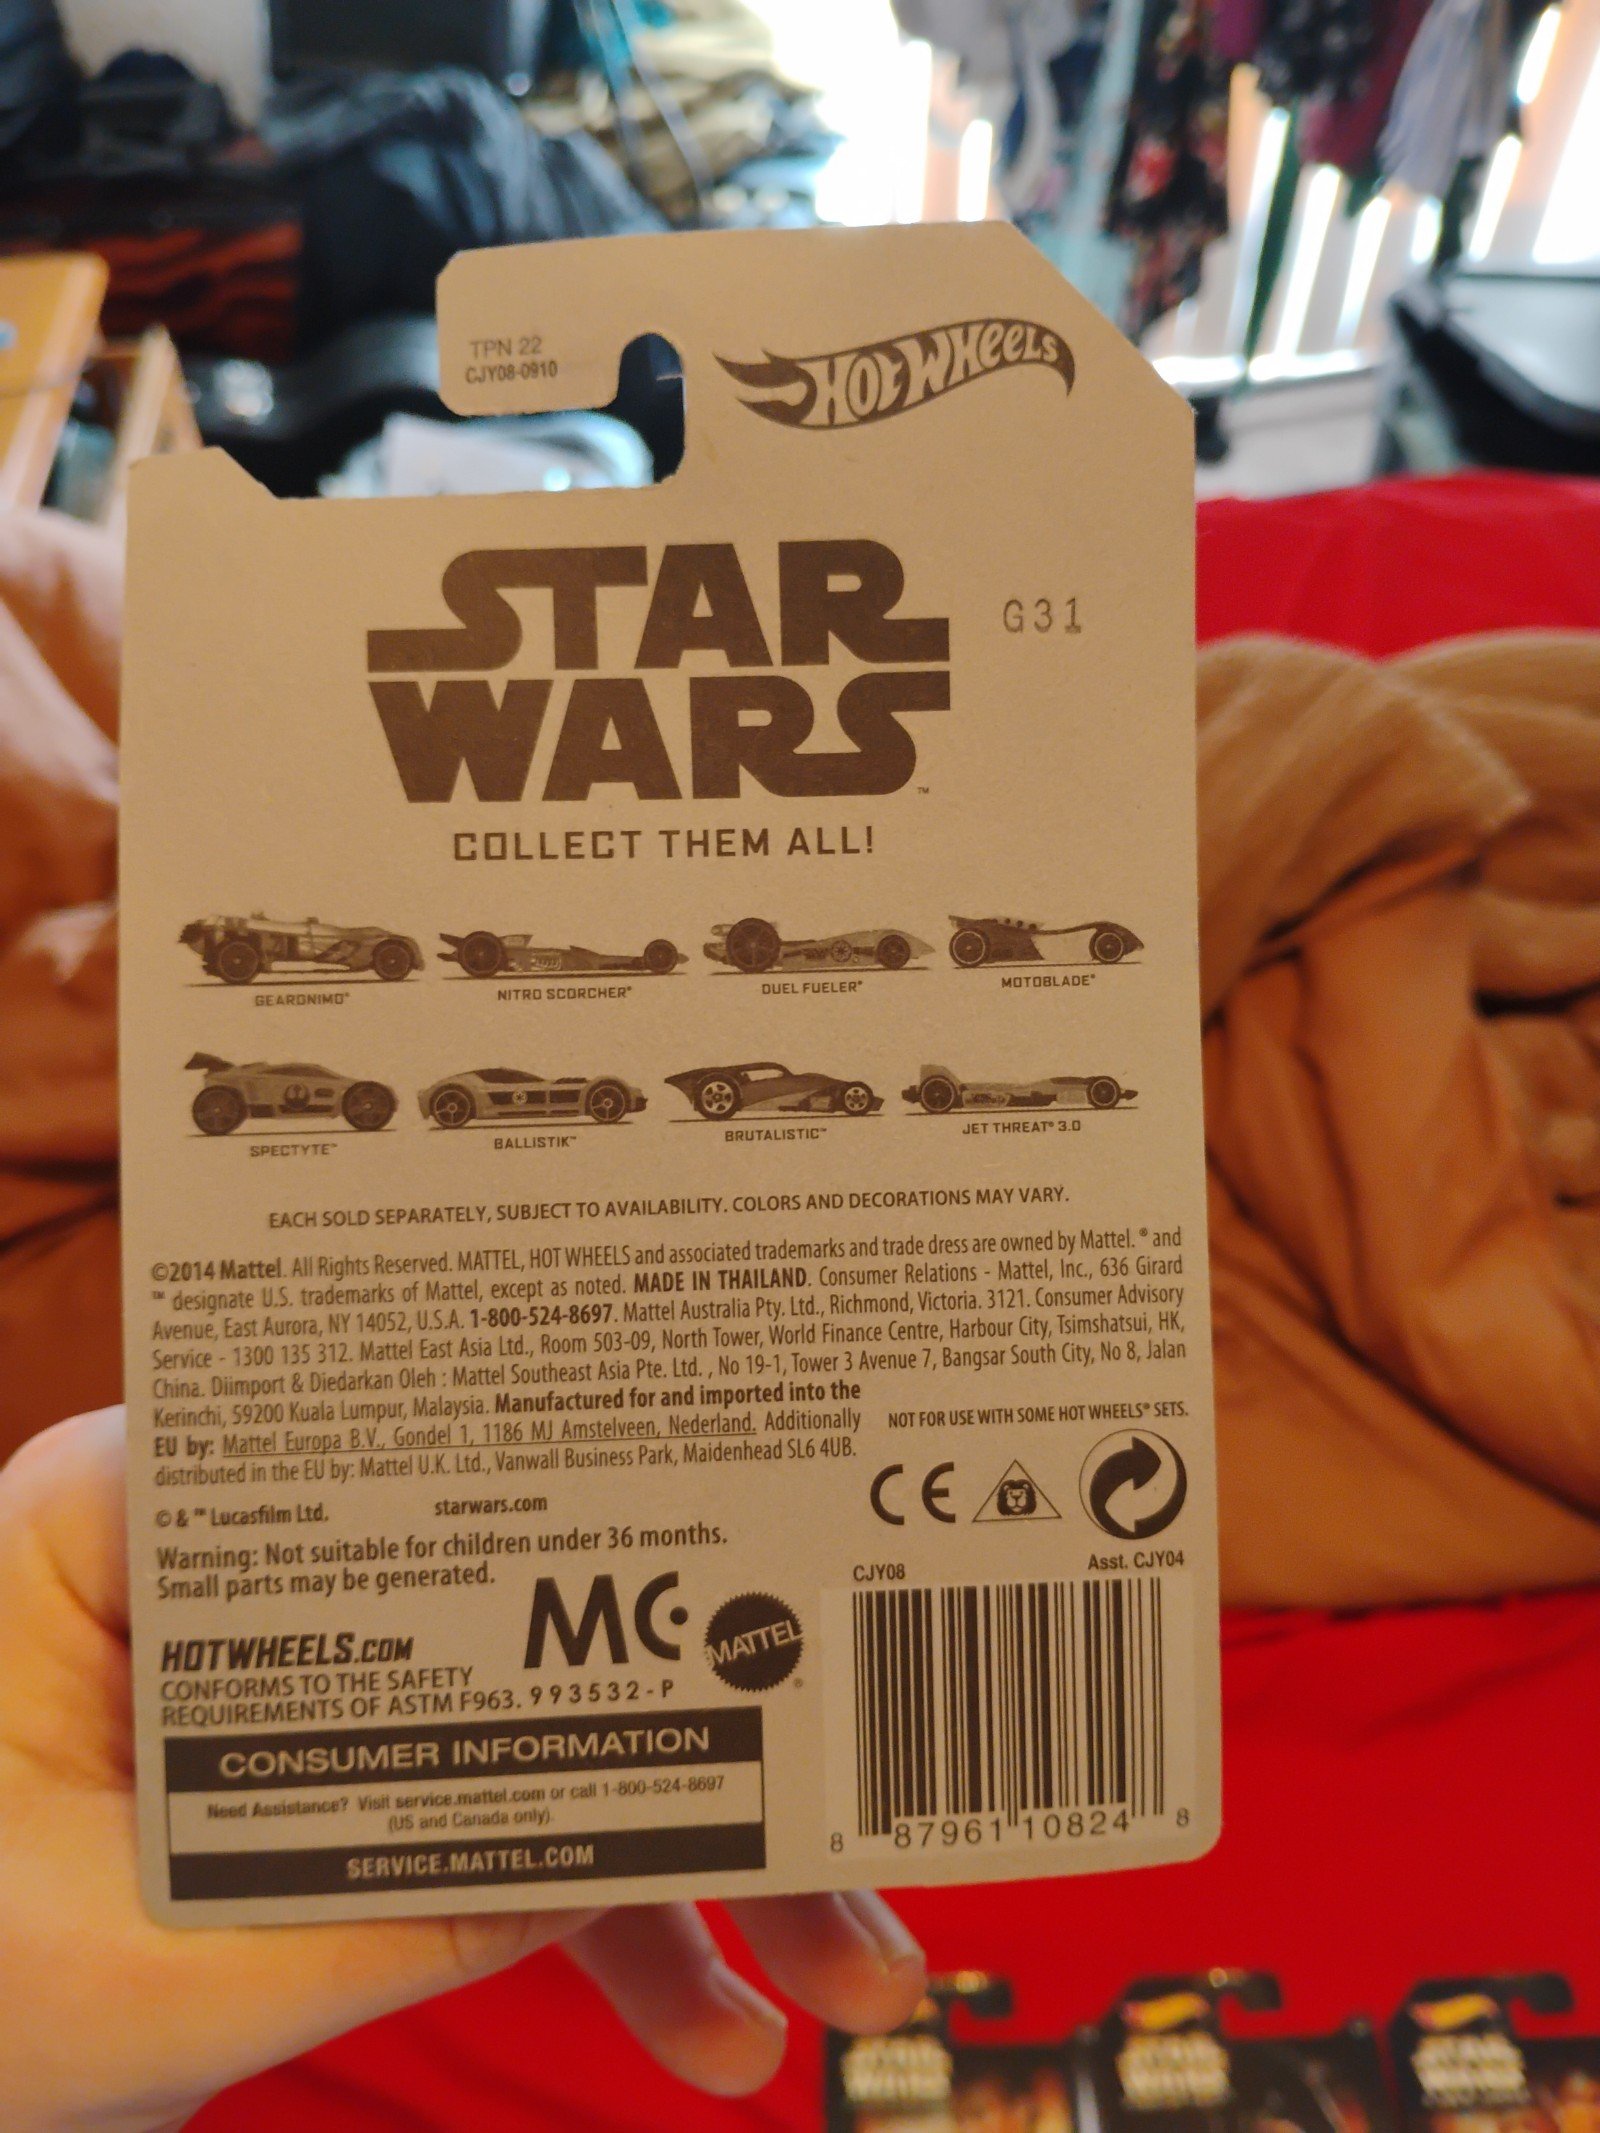 TPN 22
CJY08-0910
HOT WHEELS
STAR
WARS™
G31
COLLECT THEM ALL!
GEARONIMO®
NITRO SCORCHER®
DUEL FUELER®
MOTOBLADE®
SPECTYTE™
BALLISTIK™
BRUTALISTIC™
JET THREAT® 3.0
EACH SOLD SEPARATELY, SUBJECT TO AVAILABILITY. COLORS AND DECORATIONS MAY VARY.
©2014 Mattel. All Rights Reserved. MATTEL, HOT WHEELS and associated trademarks and trade dress are owned by Mattel. ® and
™ designate U.S. trademarks of Mattel, except as noted. MADE IN THAILAND. Consumer Relations - Mattel, Inc., 636 Girard
Avenue, East Aurora, NY 14052, U.S.A. 1-800-524-8697. Mattel Australia Pty. Ltd., Richmond, Victoria. 3121. Consumer Advisory
Service - 1300 135 312. Mattel East Asia Ltd., Room 503-09, North Tower, World Finance Centre, Harbour City, Tsimshatsui, HK,
China. Diimport & Diedarkan Oleh : Mattel Southeast Asia Pte. Ltd. , No 19-1, Tower 3 Avenue 7, Bangsar South City, No 8, Jalan
Kerinchi, 59200 Kuala Lumpur, Malaysia. Manufactured for and imported into the
EU by: Mattel Europa B.V., Gondel 1, 1186 MJ Amstelveen, Nederland. Additionally
distributed in the EU by: Mattel U.K. Ltd., Vanwall Business Park, Maidenhead SL6 4UB.
NOT FOR USE WITH SOME HOT WHEELS® SETS.
© & ™ Lucasfilm Ltd.
starwars.com
CE
Warning: Not suitable for children under 36 months.
Small parts may be generated.
MC
MATTEL®
HOTWHEELS.COM
CONFORMS TO THE SAFETY
REQUIREMENTS OF ASTM F963. 993532-P
CONSUMER INFORMATION
Need Assistance? Visit service.mattel.com or call 1-800-524-8697
(US and Canada only).
SERVICE.MATTEL.COM
CJY08
Asst. CJY04
8 87961 10824 8
STAR WARS
STAR WARS
STAR WARS